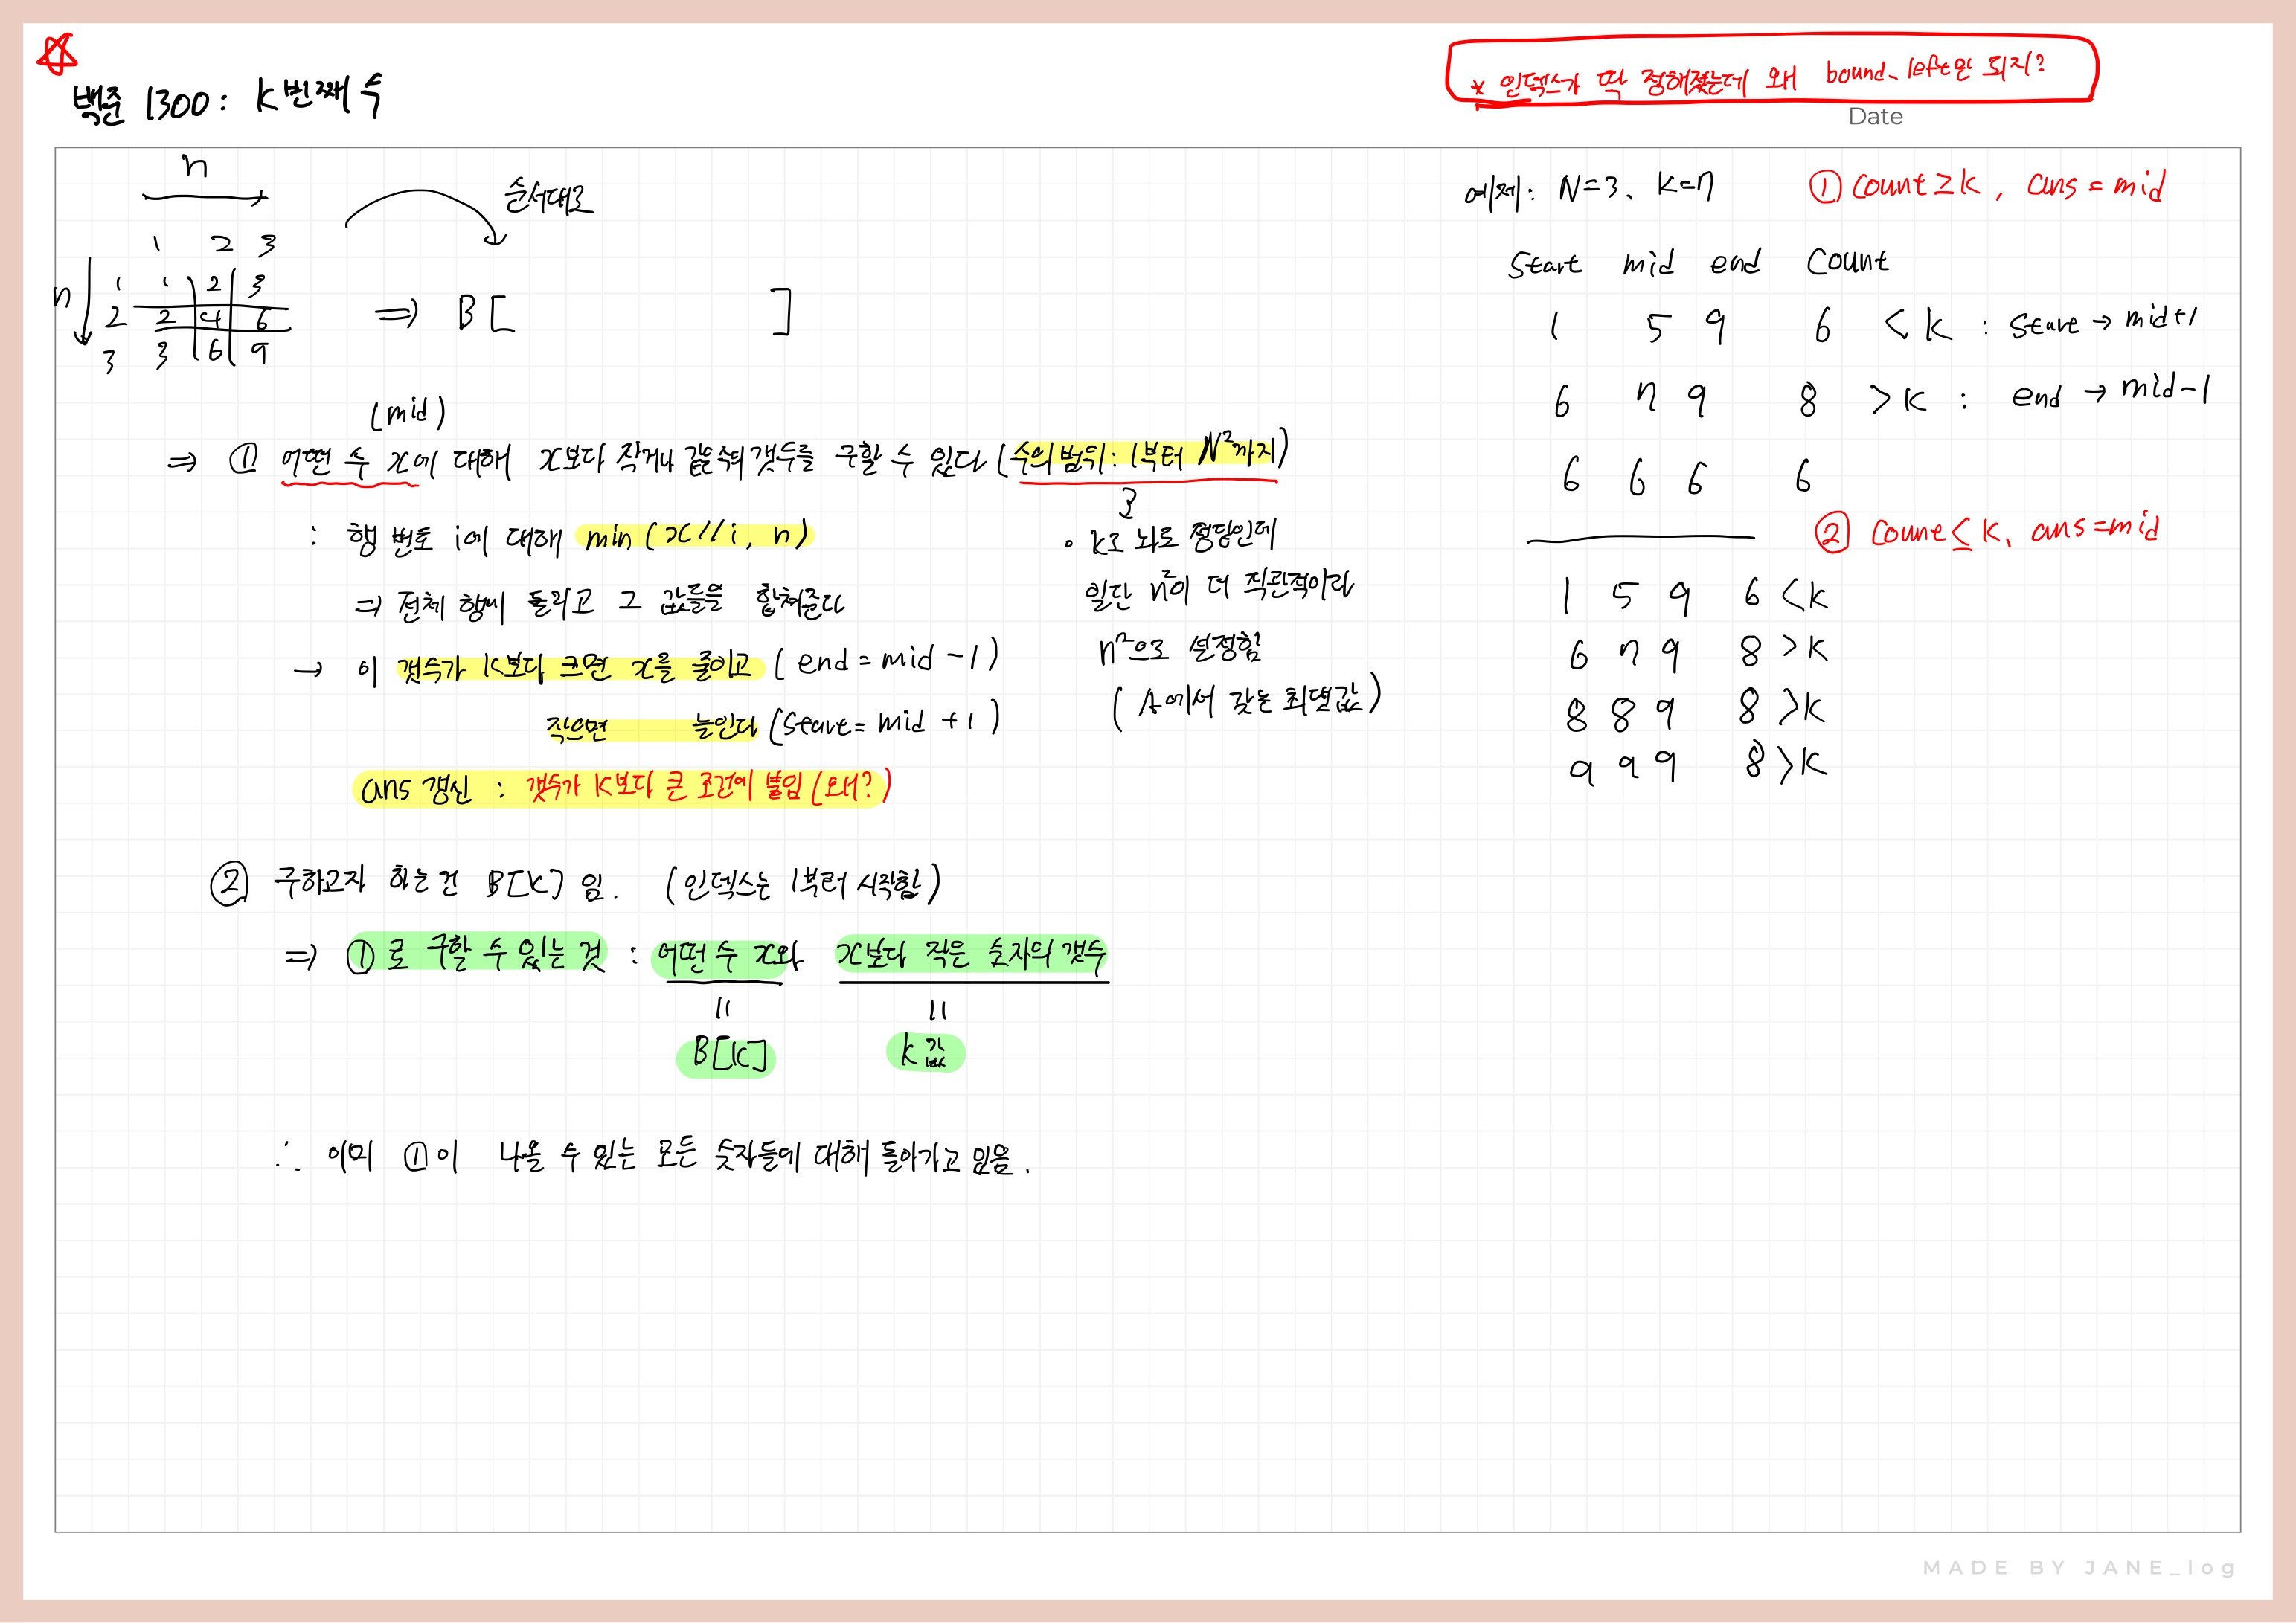 백준 1300: K번째 수
* 인덱스가 딱 정해졌는데 왜 bound_left만 되지?
Date
n
순서대로
1 2 3
n
1 1 2 3
2 2 4 6
3 3 6 9
⇒ B[ ]
(mid)
⇒ ① 어떤 수 x에 대해 x보다 작거나 같은 수의 갯수를 구할 수 있다 (수의 범위: 1부터 N²까지)
: 행 번호 i에 대해 min (x//i, n)
⇒ 전체 행에 돌리고 그 값들을 합쳐준다
→ 이 갯수가 K보다 크면 x를 줄이고 (end = mid - 1)
작으면 늘인다 (start = mid + 1)
ans 갱신 : 갯수가 K보다 큰 조건에 붙임 (왜?)
• K로 놔도 정답인데
일단 n²이 더 직관적이라
n²으로 설정함
(A에서 갖는 최댓값)
② 구하고자 하는 건 B[K] 임. (인덱스는 1부터 시작함)
⇒ ①로 구할 수 있는 것 : 어떤 수 x와 x보다 작은 숫자의 갯수
= =
B[K] K 값
∴ 이미 ①이 나올 수 있는 모든 숫자들에 대해 돌아가고 있음.
예제: N=3, K=7 ① Count ≥ K, ans = mid
Start mid end Count
1 5 9 6 < K : Start → mid+1
6 7 9 8 > K : end → mid-1
6 6 6 6
② Count ≤ K, ans = mid
1 5 9 6 < K
6 7 9 8 > K
8 8 9 8 > K
9 9 9 8 > K
MADE BY JANE_log